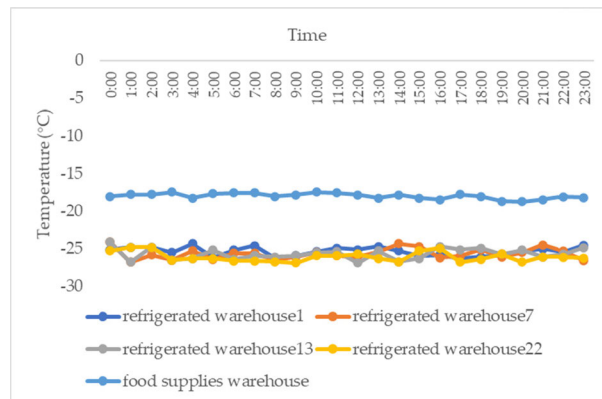 Time
0
0:00 1:00 2:00 3:00 4:00 5:00 6:00 7:00 8:00 9:00 10:00 11:00 12:00 13:00 14:00 15:00 16:00 17:00 18:00 19:00 20:00 21:00 22:00 23:00
-5
-10
-15
-20
-25
-30
Temperature (°C)
refrigerated warehouse1 refrigerated warehouse7
refrigerated warehouse13 refrigerated warehouse22
food supplies warehouse